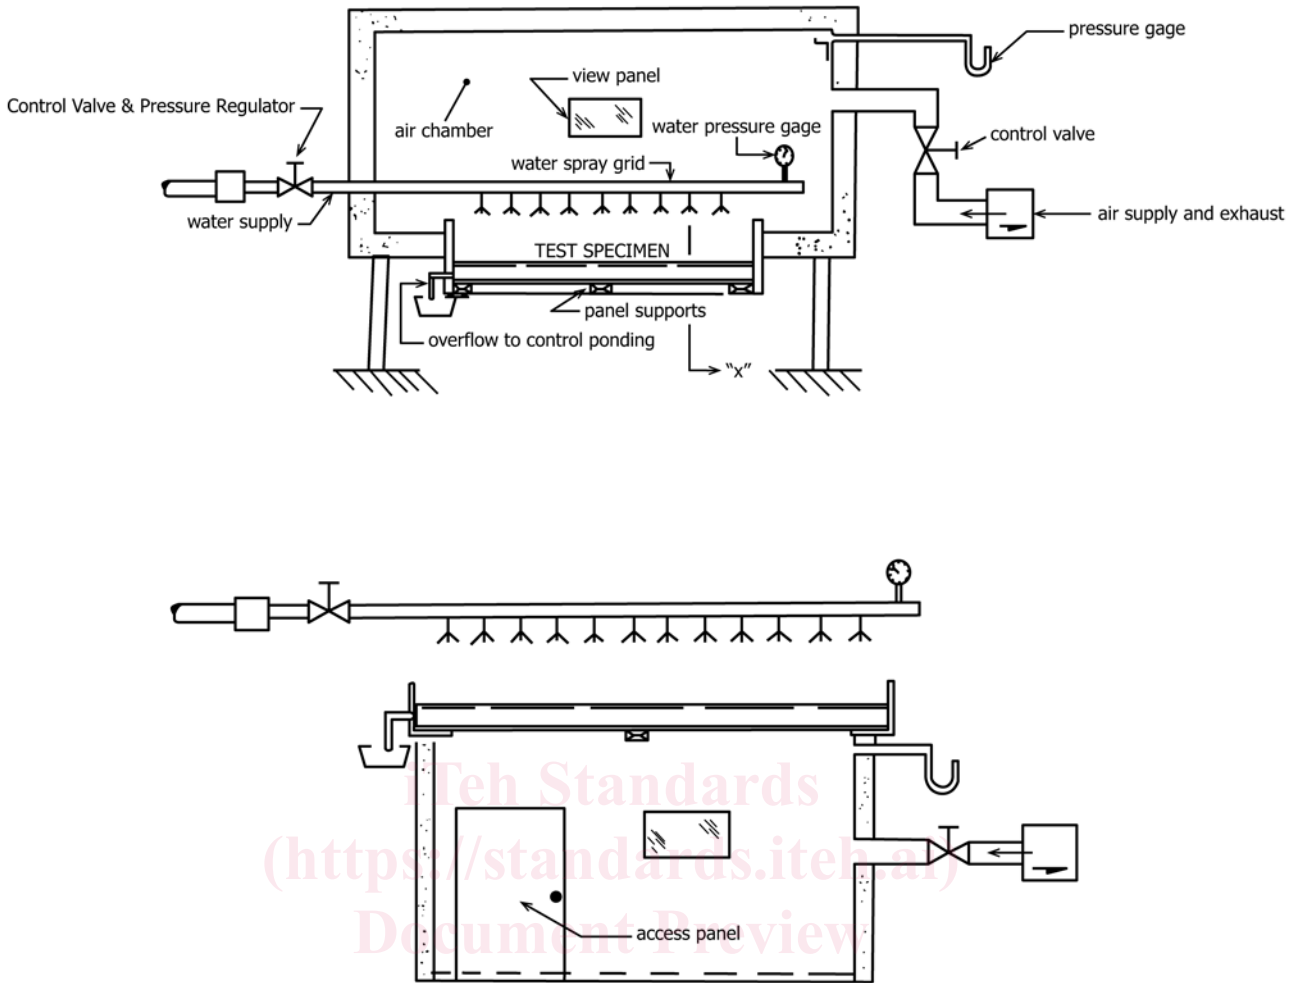 pressure gage
view panel
Control Valve & Pressure Regulator
air chamber
water pressure gage
control valve
water spray grid
water supply
air supply and exhaust
TEST SPECIMEN
panel supports
overflow to control ponding
"x"
iTeh Standards
(https://standards.iteh.ai)
Document Preview
access panel